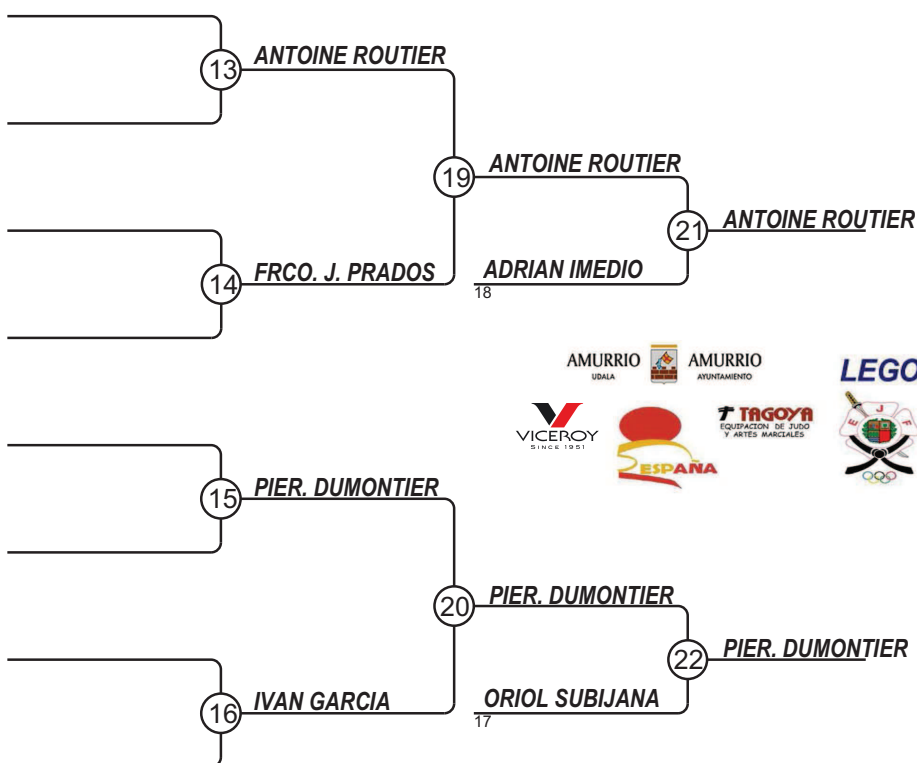 13 ANTOINE ROUTIER
19 ANTOINE ROUTIER
21 ANTOINE ROUTIER
14 FRCO. J. PRADOS
ADRIAN IMEDIO
18
AMURRIO
UDALA
AMURRIO
AYUNTAMIENTO
LEGO
VICEROY
SINCE 1951
ESPAÑA
TAGOYA
EQUIPACION DE JUDO
Y ARTES MARCIALES
E J F
15 PIER. DUMONTIER
20 PIER. DUMONTIER
22 PIER. DUMONTIER
16 IVAN GARCIA
ORIOL SUBIJANA
17